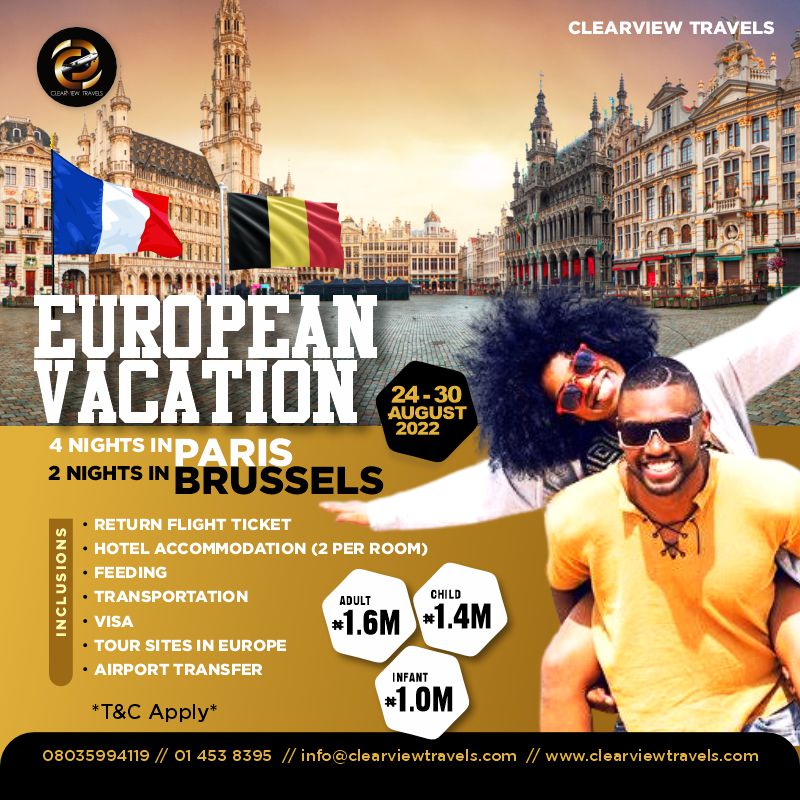 CLEARVIEW TRAVELS
CLEARVIEW TRAVELS
EUROPEAN
VACATION
24 - 30
AUGUST
2022
4 NIGHTS IN PARIS
2 NIGHTS IN BRUSSELS
INCLUSIONS
• RETURN FLIGHT TICKET
• HOTEL ACCOMMODATION (2 PER ROOM)
• FEEDING
• TRANSPORTATION
• VISA
• TOUR SITES IN EUROPE
• AIRPORT TRANSFER
ADULT
₦1.6M
CHILD
₦1.4M
INFANT
₦1.0M
*T&C Apply*
08035994119 // 01 453 8395 // info@clearviewtravels.com // www.clearviewtravels.com